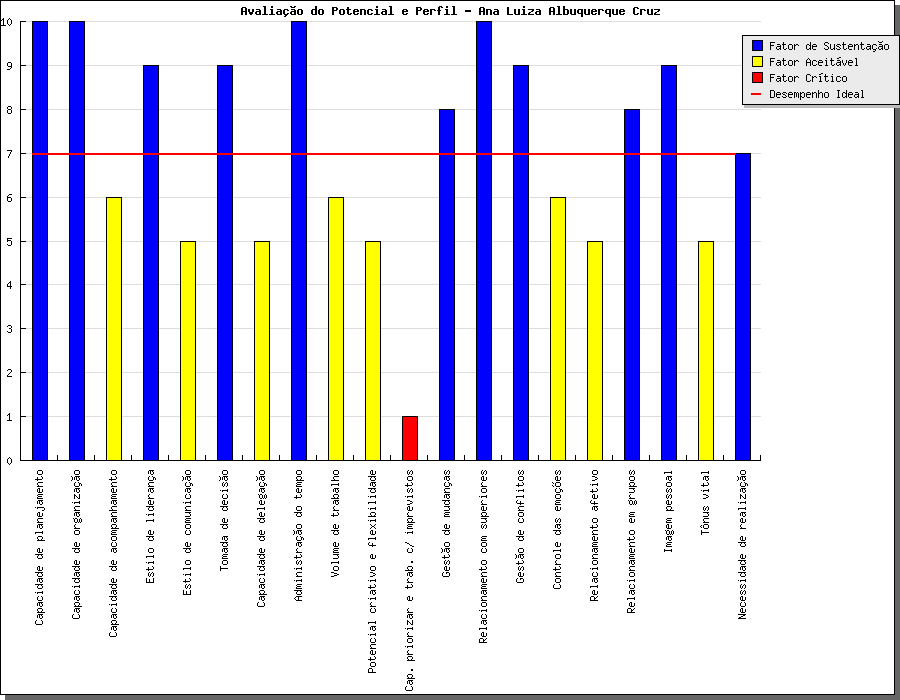 Avaliação do Potencial e Perfil - Ana Luiza Albuquerque Cruz
Fator de Sustentação
Fator Aceitável
Fator Crítico
Desempenho Ideal
10
9
8
7
6
5
4
3
2
1
0
Capacidade de planejamento
Capacidade de organização
Capacidade de acompanhamento
Estilo de liderança
Estilo de comunicação
Tomada de decisão
Capacidade de delegação
Administração do tempo
Volume de trabalho
Potencial criativo e flexibilidade
Cap. priorizar e trab. c/ imprevistos
Gestão de mudanças
Relacionamento com superiores
Gestão de conflitos
Controle das emoções
Relacionamento afetivo
Relacionamento em grupos
Imagem pessoal
Tônus vital
Necessidade de realização